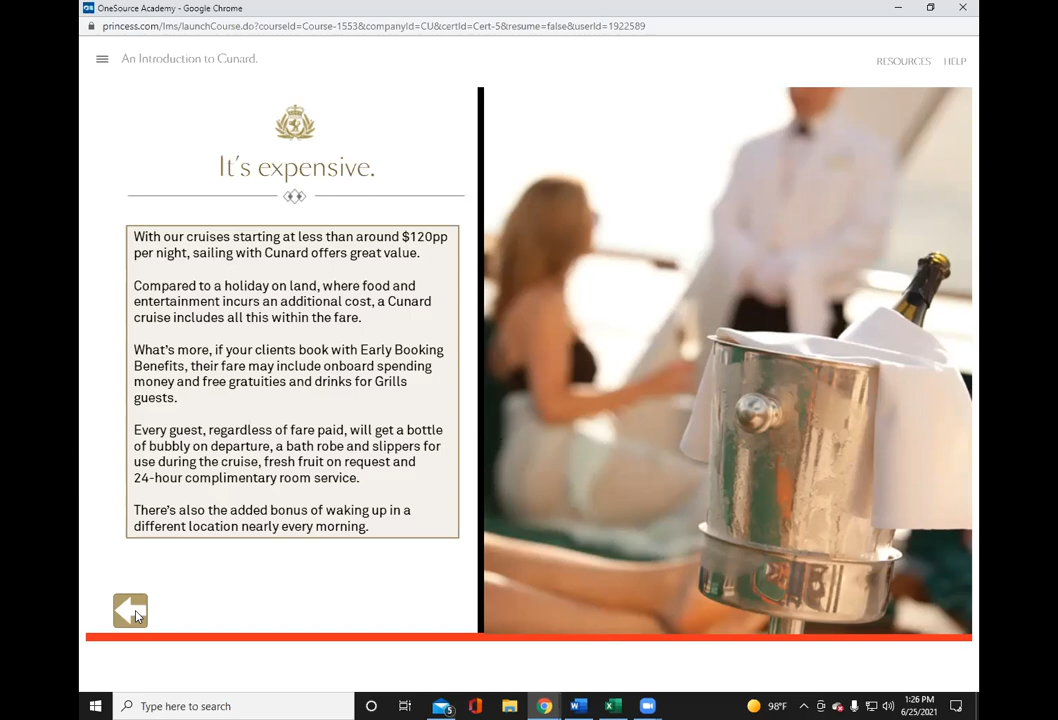 OneSource Academy - Google Chrome
princess.com/lms/launchCourse.do?courseId=Course-1553&companyId=CU&certId=Cert-5&resume=false&userId=1922589
An Introduction to Cunard.
RESOURCES HELP
It's expensive.
With our cruises starting at less than around $120pp
per night, sailing with Cunard offers great value.
Compared to a holiday on land, where food and
entertainment incurs an additional cost, a Cunard
cruise includes all this within the fare.
What's more, if your clients book with Early Booking
Benefits, their fare may include onboard spending
money and free gratuities and drinks for Grills
guests.
Every guest, regardless of fare paid, will get a bottle
of bubbly on departure, a bath robe and slippers for
use during the cruise, fresh fruit on request and
24-hour complimentary room service.
There's also the added bonus of waking up in a
different location nearly every morning.
Type here to search
5
98°F
1:26 PM
6/25/2021